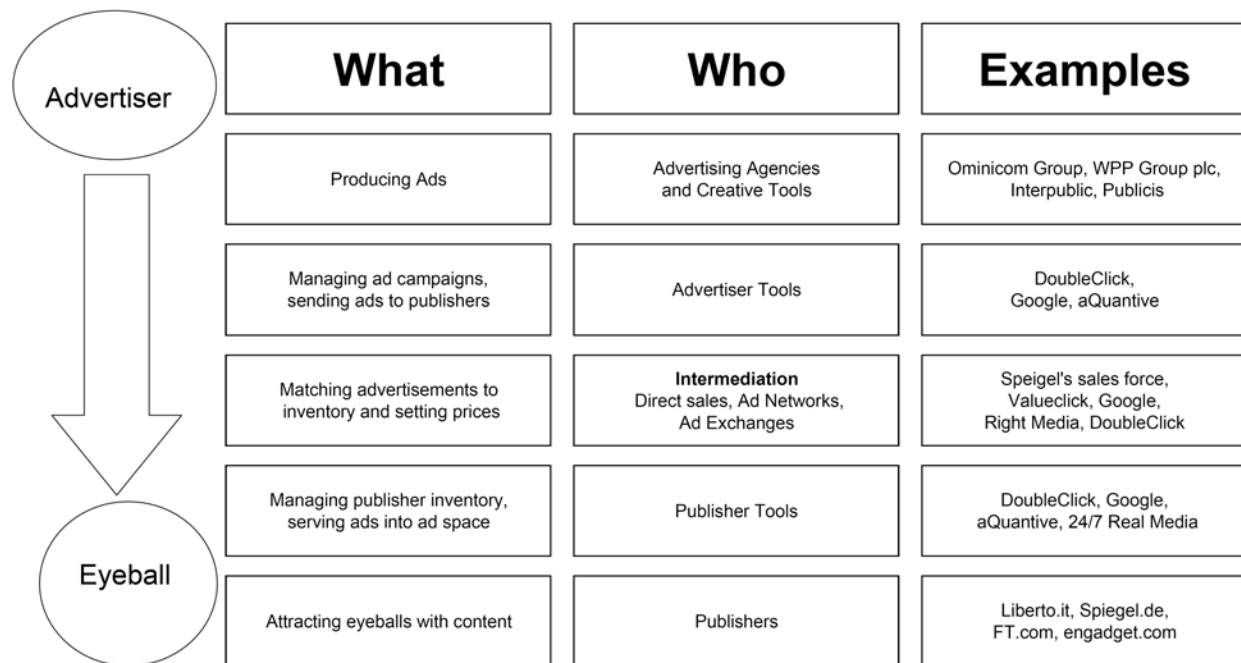 Advertiser
What
Who
Examples
Producing Ads
Advertising Agencies
and Creative Tools
Ominicom Group, WPP Group plc,
Interpublic, Publicis
Managing ad campaigns,
sending ads to publishers
Advertiser Tools
DoubleClick,
Google, aQuantive
Matching advertisements to
inventory and setting prices
Intermediation
Direct sales, Ad Networks,
Ad Exchanges
Speigel's sales force,
Valueclick, Google,
Right Media, DoubleClick
Managing publisher inventory,
serving ads into ad space
Publisher Tools
DoubleClick, Google,
aQuantive, 24/7 Real Media
Eyeball
Attracting eyeballs with content
Publishers
Liberto.it, Spiegel.de,
FT.com, engadget.com